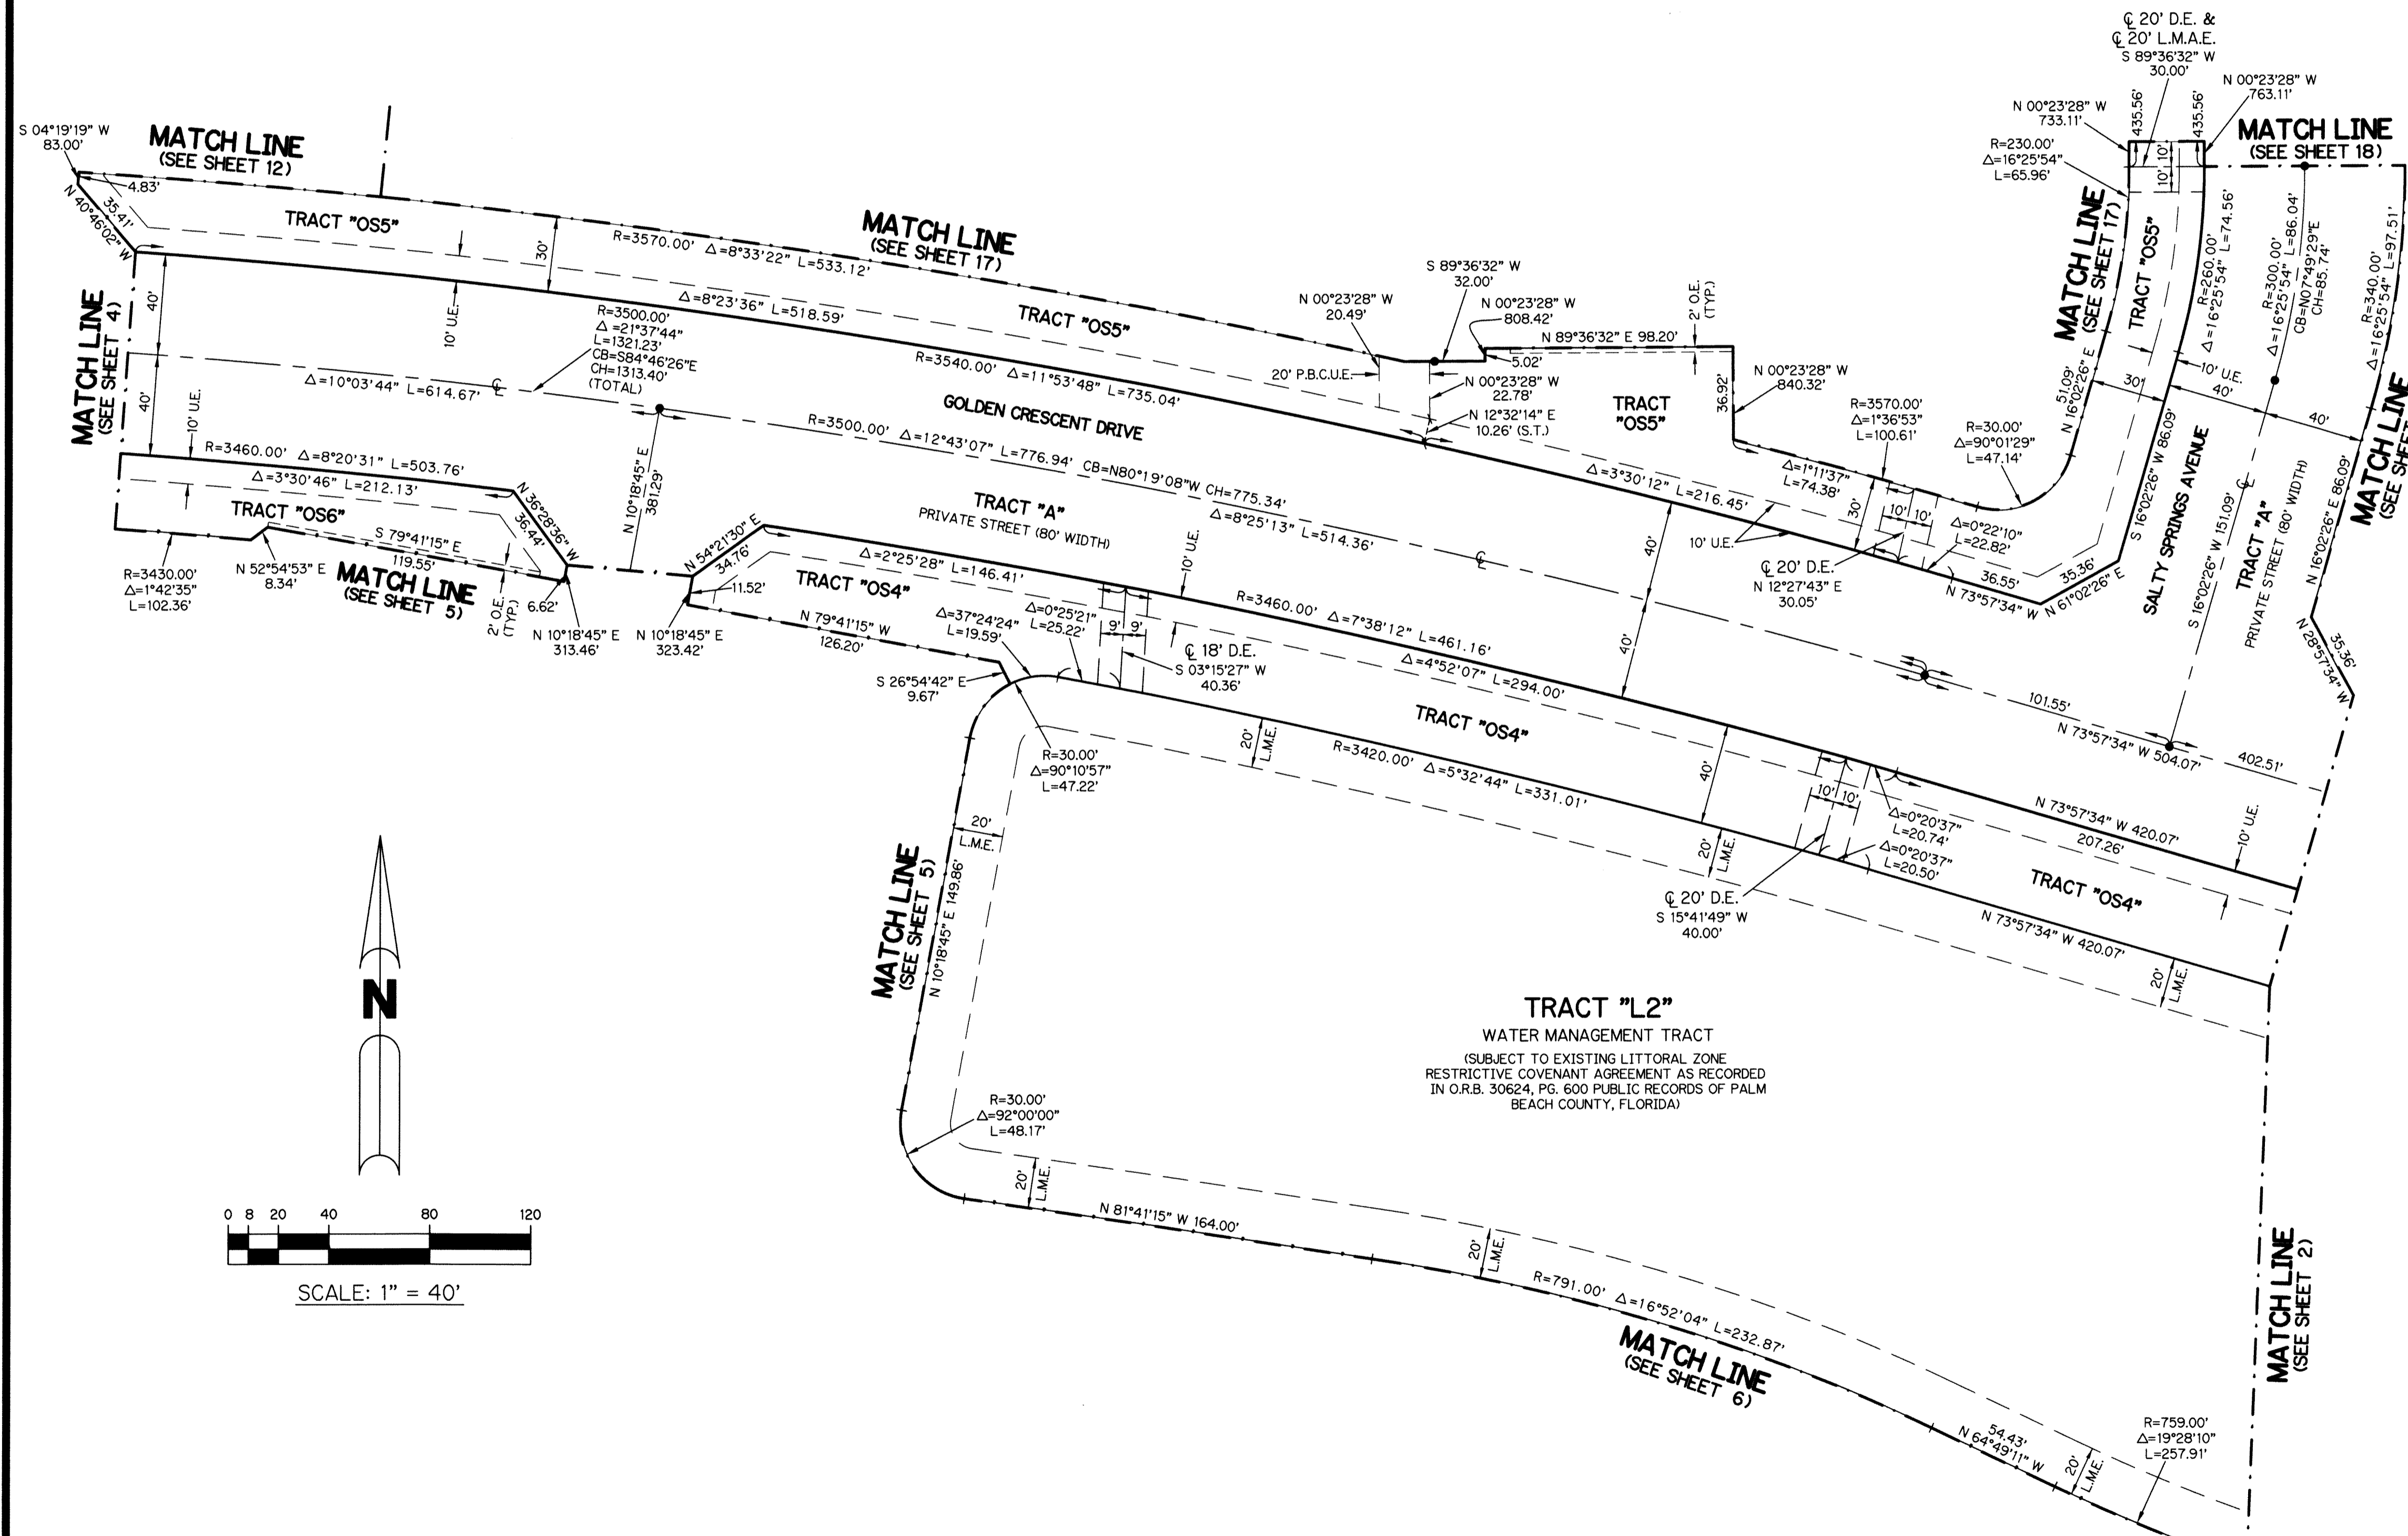 ℄ 20' D.E. &
℄ 20' L.M.A.E.
S 89°36'32" W
30.00'
N 00°23'28" W
763.11'
N 00°23'28" W
733.11'
435.56'
435.56'
10'
10'
R=230.00'
Δ=16°25'54"
L=65.96'
MATCH LINE
(SEE SHEET 18)
MATCH LINE
(SEE SHEET 17)
TRACT "OS5"
R=260.00'
Δ=16°25'54" L=74.56'
R=300.00'
Δ=16°25'54" L=86.04'
CB=N07°49'29"E
CH=85.74'
R=340.00'
Δ=16°25'54" L=97.51'
S 04°19'19" W
83.00'
MATCH LINE
(SEE SHEET 12)
4.83'
35.41'
N 40°46'02" W
TRACT "OS5"
MATCH LINE
(SEE SHEET 17)
R=3570.00' Δ=8°33'22" L=533.12'
30'
10' U.E.
Δ=8°23'36" L=518.59'
TRACT "OS5"
MATCH LINE
(SEE SHEET 4)
40'
40'
10' U.E.
R=3500.00'
Δ=21°37'44"
L=1321.23'
CB=S84°46'26"E
CH=1313.40'
(TOTAL)
Δ=10°03'44" L=614.67'
℄
R=3540.00' Δ=11°53'48" L=735.04'
GOLDEN CRESCENT DRIVE
N 00°23'28" W
20.49'
S 89°36'32" W
32.00'
N 00°23'28" W
808.42'
N 89°36'32" E 98.20'
2' O.E.
(TYP.)
5.02'
20' P.B.C.U.E.
N 00°23'28" W
22.78'
N 12°32'14" E
10.26' (S.T.)
TRACT
"OS5"
36.92'
N 00°23'28" W
840.32'
R=3570.00'
Δ=1°36'53"
L=100.61'
R=30.00'
Δ=90°01'29"
L=47.14'
51.09'
N 16°02'26" E
30'
10' U.E.
40'
40'
S 16°02'26" W 86.09'
SALTY SPRINGS AVENUE
S 16°02'26" W 151.09'
℄
TRACT "A"
PRIVATE STREET (80' WIDTH)
N 16°02'26" E 86.09'
MATCH LINE
35.36'
N 28°57'34" W
R=3460.00' Δ=8°20'31" L=503.76'
Δ=3°30'46" L=212.13'
TRACT "OS6"
S 79°41'15" E
119.55'
N 36°28'36" W
36.44'
N 10°18'45" E
381.29'
R=3430.00'
Δ=1°42'35"
L=102.36'
N 52°54'53" E
8.34'
MATCH LINE
(SEE SHEET 5)
2' O.E.
(TYP.)
6.62'
N 10°18'45" E
313.46'
N 10°18'45" E
323.42'
R=3500.00' Δ=12°43'07" L=776.94' CB=N80°19'08"W CH=775.34'
TRACT "A"
PRIVATE STREET (80' WIDTH)
Δ=8°25'13" L=514.36'
℄
N 54°21'30" E
34.76'
11.52'
Δ=2°25'28" L=146.41'
TRACT "OS4"
N 79°41'15" W
126.20'
10' U.E.
Δ=37°24'24"
L=19.59'
Δ=0°25'21"
L=25.22'
9'
9'
℄ 18' D.E.
S 03°15'27" W
40.36'
S 26°54'42" E
9.67'
R=30.00'
Δ=90°10'57"
L=47.22'
R=3460.00' Δ=7°38'12" L=461.16'
Δ=4°52'07" L=294.00'
Δ=3°30'12" L=216.45'
40'
40'
10' U.E.
Δ=1°11'37"
L=74.38'
30'
10'
10'
Δ=0°22'10"
L=22.82'
℄ 20' D.E.
N 12°27'43" E
30.05'
36.55'
N 73°57'34" W
35.36'
N 61°02'26" E
101.55'
N 73°57'34" W 504.07'
402.51'
TRACT "OS4"
20'
L.M.E.
R=3420.00' Δ=5°32'44" L=331.01'
40'
20'
L.M.E.
10'
10'
Δ=0°20'37"
L=20.74'
Δ=0°20'37"
L=20.50'
℄ 20' D.E.
S 15°41'49" W
40.00'
N 73°57'34" W 420.07'
207.26'
10' U.E.
TRACT "OS4"
N 73°57'34" W 420.07'
20'
L.M.E.
20'
L.M.E.
MATCH LINE
(SEE SHEET 5)
N 10°18'45" E 149.86'
N
TRACT "L2"
WATER MANAGEMENT TRACT
(SUBJECT TO EXISTING LITTORAL ZONE
RESTRICTIVE COVENANT AGREEMENT AS RECORDED
IN O.R.B. 30624, PG. 600 PUBLIC RECORDS OF PALM
BEACH COUNTY, FLORIDA)
R=30.00'
Δ=92°00'00"
L=48.17'
20'
L.M.E.
N 81°41'15" W 164.00'
20'
L.M.E.
R=791.00' Δ=16°52'04" L=232.87'
MATCH LINE
(SEE SHEET 6)
54.43'
N 64°49'11" W
20'
L.M.E.
R=759.00'
Δ=19°28'10"
L=257.91'
MATCH LINE
(SEE SHEET 2)
0 8 20 40 80 120
SCALE: 1" = 40'